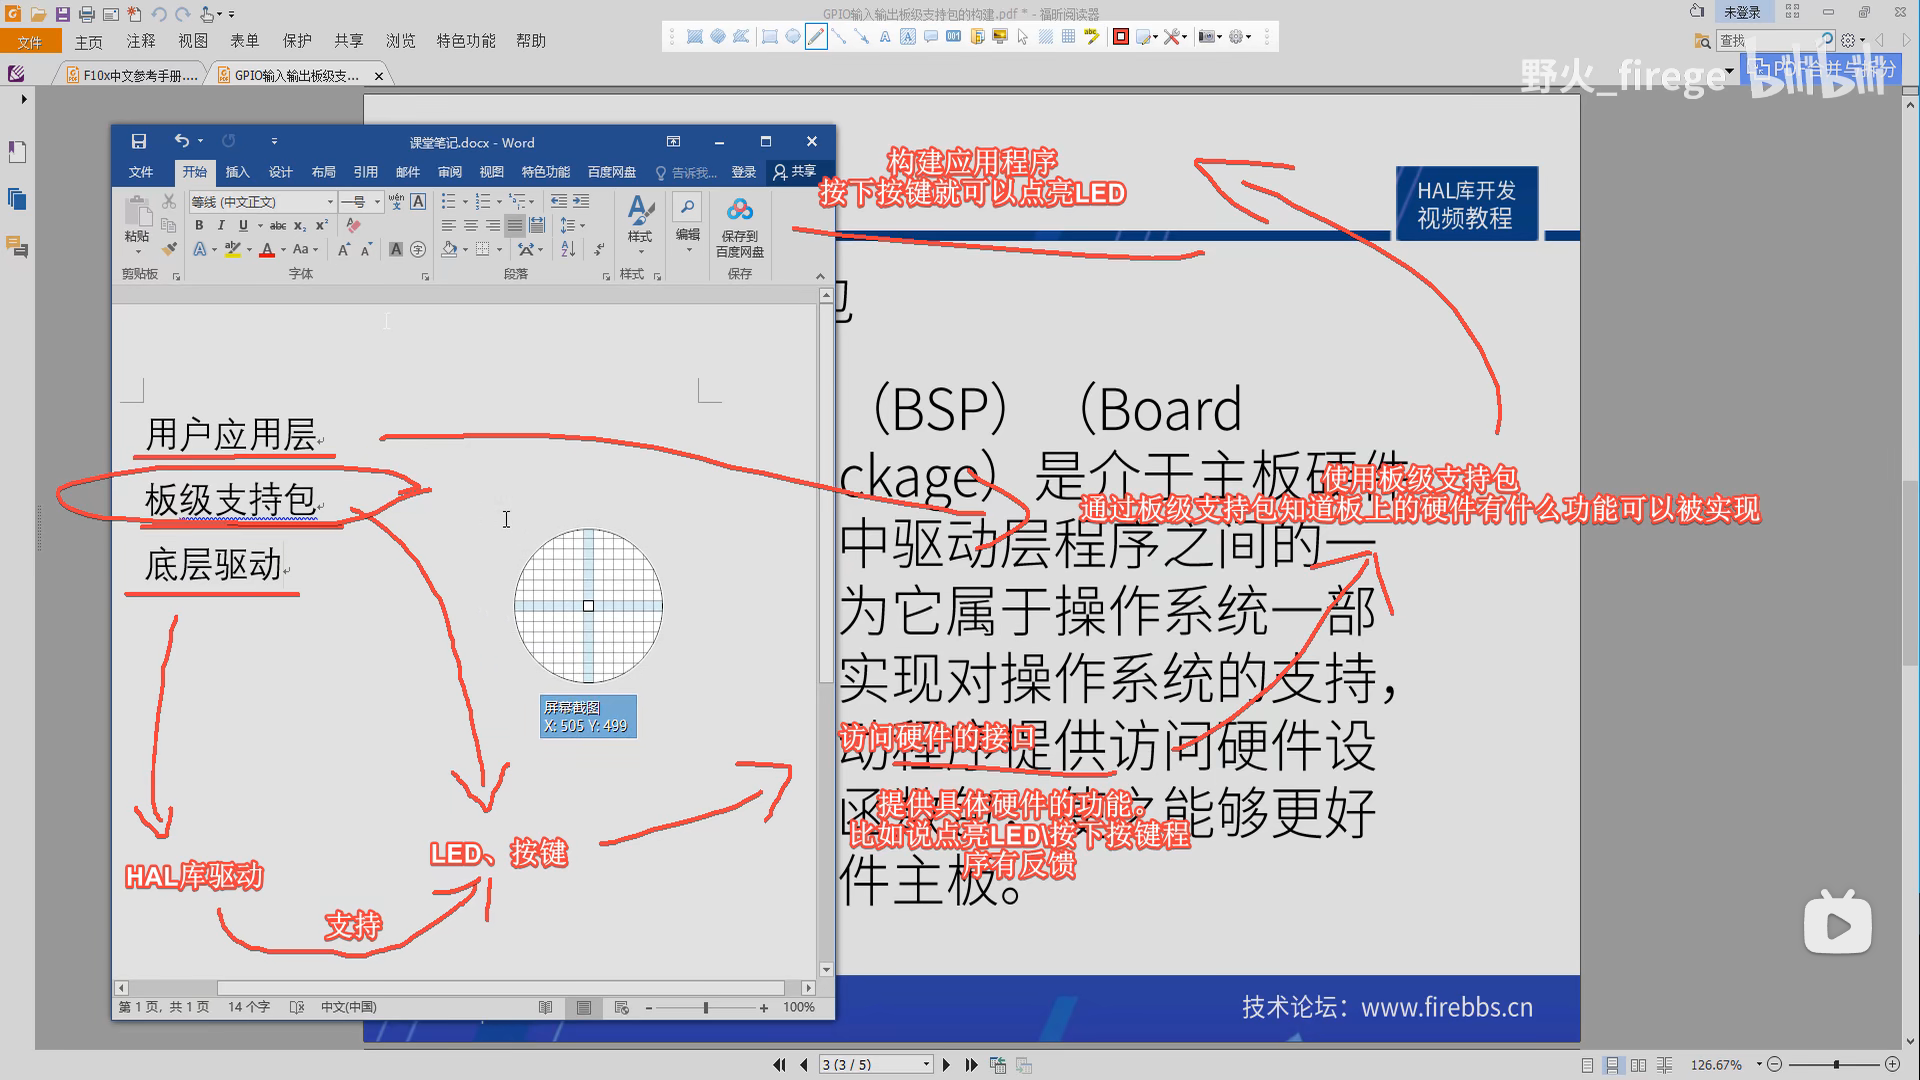 GPIO输入输出板级支持包的构建.pdf * - 福昕阅读器
未登录
文件 主页 注释 视图 表单 保护 共享 浏览 特色功能 帮助
查找
F10x中文参考手册....
GPIO输入输出板级支...
PDF合并与拆分
野火_firege
bilibili
课堂笔记.docx - Word
文件 开始 插入 设计 布局 引用 邮件 审阅 视图 特色功能 百度网盘 告诉我... 登录 共享
等线 (中文正文) 一号
粘贴
样式
编辑
保存到
百度网盘
剪贴板 字体 段落 样式 保存
构建应用程序
按下按键就可以点亮LED
HAL库开发
视频教程
包
用户应用层
板级支持包
底层驱动
屏幕截图
X: 505 Y: 499
HAL库驱动
支持
LED、按键
（BSP）（Board
ckage）是介于主板硬件
使用板级支持包
通过板级支持包知道板上的硬件有什么功能可以被实现
中驱动层程序之间的一
为它属于操作系统一部
实现对操作系统的支持，
访问硬件的接口
动程序提供访问硬件设
提供具体硬件的功能。
比如说点亮LED\按下按键程
序有反馈
能够更好
件主板。
第 1 页，共 1 页 14 个字 中文(中国) 100%
技术论坛：www.firebbs.cn
3 (3 / 5)
126.67%